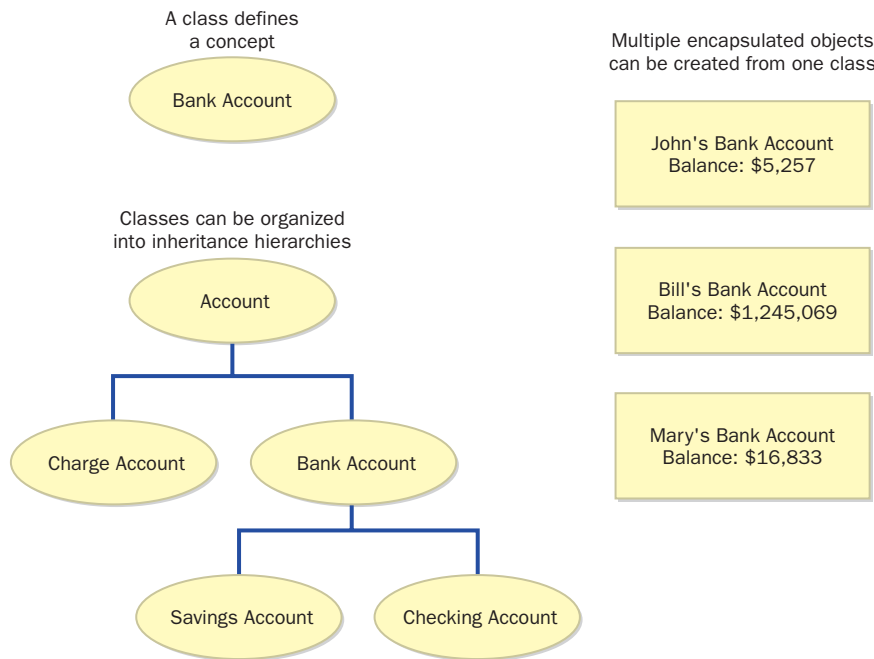 A class defines
a concept
Bank Account
Classes can be organized
into inheritance hierarchies
Account
Charge Account
Bank Account
Savings Account
Checking Account
Multiple encapsulated objects
can be created from one class
John's Bank Account
Balance: $5,257
Bill's Bank Account
Balance: $1,245,069
Mary's Bank Account
Balance: $16,833